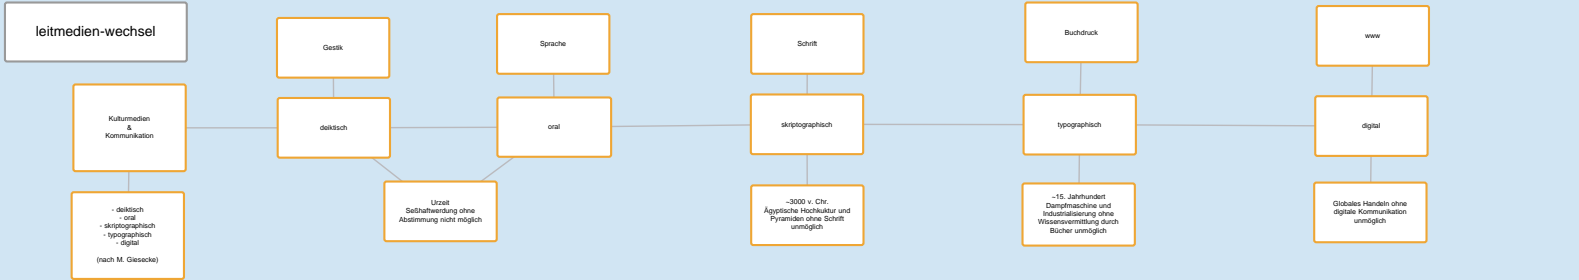 leitmedien-wechsel
Gestik
Sprache
Schrift
Buchdruck
www
Kulturmedien
&
Kommunikation
deiktisch
oral
skriptographisch
typographisch
digital
- deiktisch
- oral
- skriptographisch
- typographisch
- digital
(nach M. Giesecke)
Urzeit
Seßhaftwerdung ohne
Abstimmung nicht möglich
~3000 v. Chr.
Ägyptische Hochkuktur und
Pyramiden ohne Schrift
unmöglich
~15. Jahrhundert
Dampfmaschine und
Industrialisierung ohne
Wissensvermittlung durch
Bücher unmöglich
Globales Handeln ohne
digitale Kommunikation
unmöglich